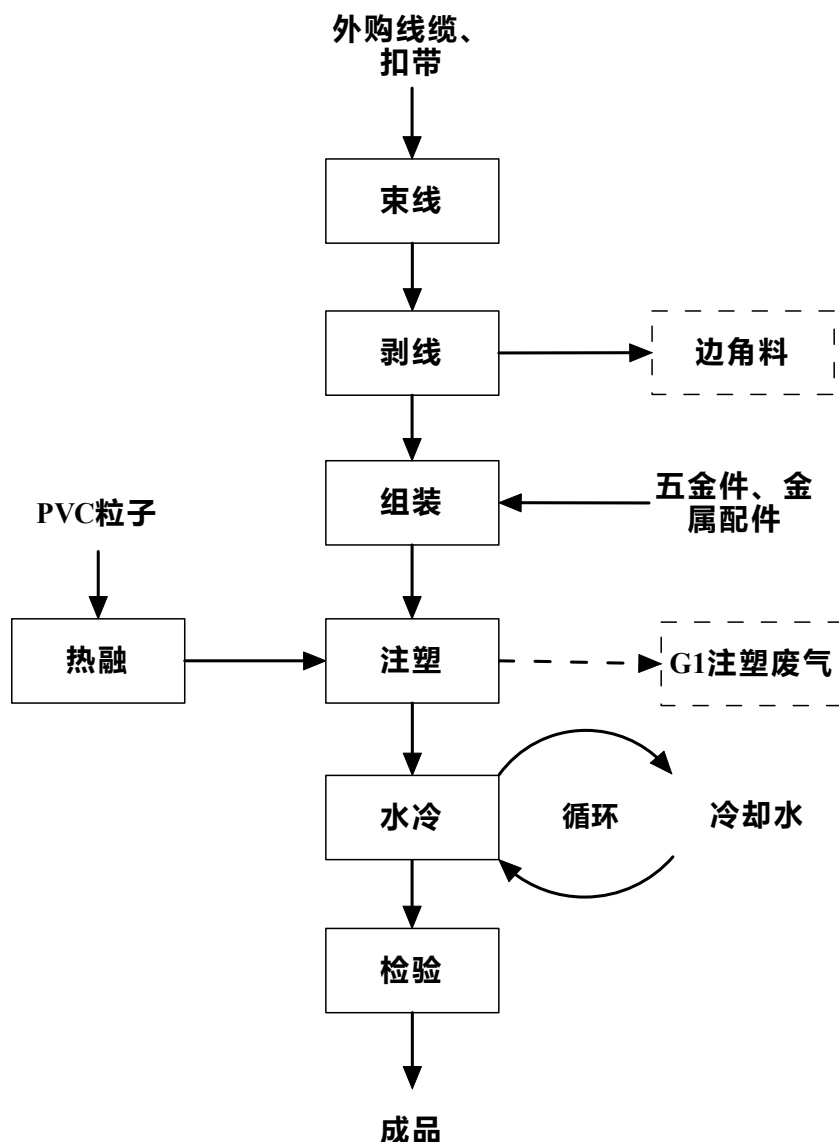 外购线缆、
扣带
束线
剥线
边角料
组装
五金件、金
属配件
PVC粒子
热融
注塑
G1注塑废气
水冷
循环
冷却水
检验
成品